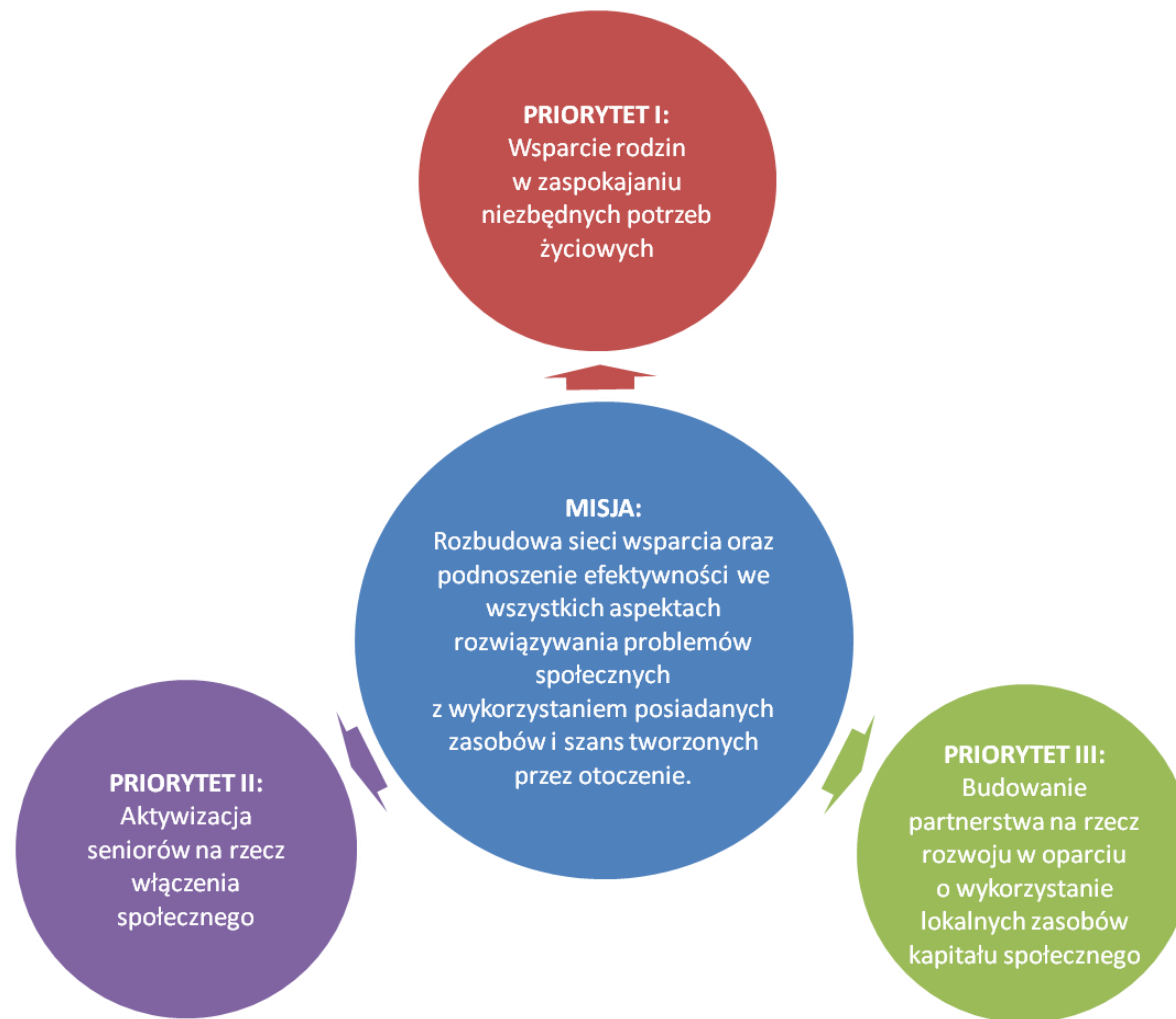 PRIORYTET I:
Wsparcie rodzin
w zaspokajaniu
niezbędnych potrzeb
życiowych
MISJA:
Rozbudowa sieci wsparcia oraz
podnoszenie efektywności we
wszystkich aspektach
rozwiązywania problemów
społecznych
z wykorzystaniem posiadanych
zasobów i szans tworzonych
przez otoczenie.
PRIORYTET II:
Aktywizacja
seniorów na rzecz
włączenia
społecznego
PRIORYTET III:
Budowanie
partnerstwa na rzecz
rozwoju w oparciu
o wykorzystanie
lokalnych zasobów
kapitału społecznego